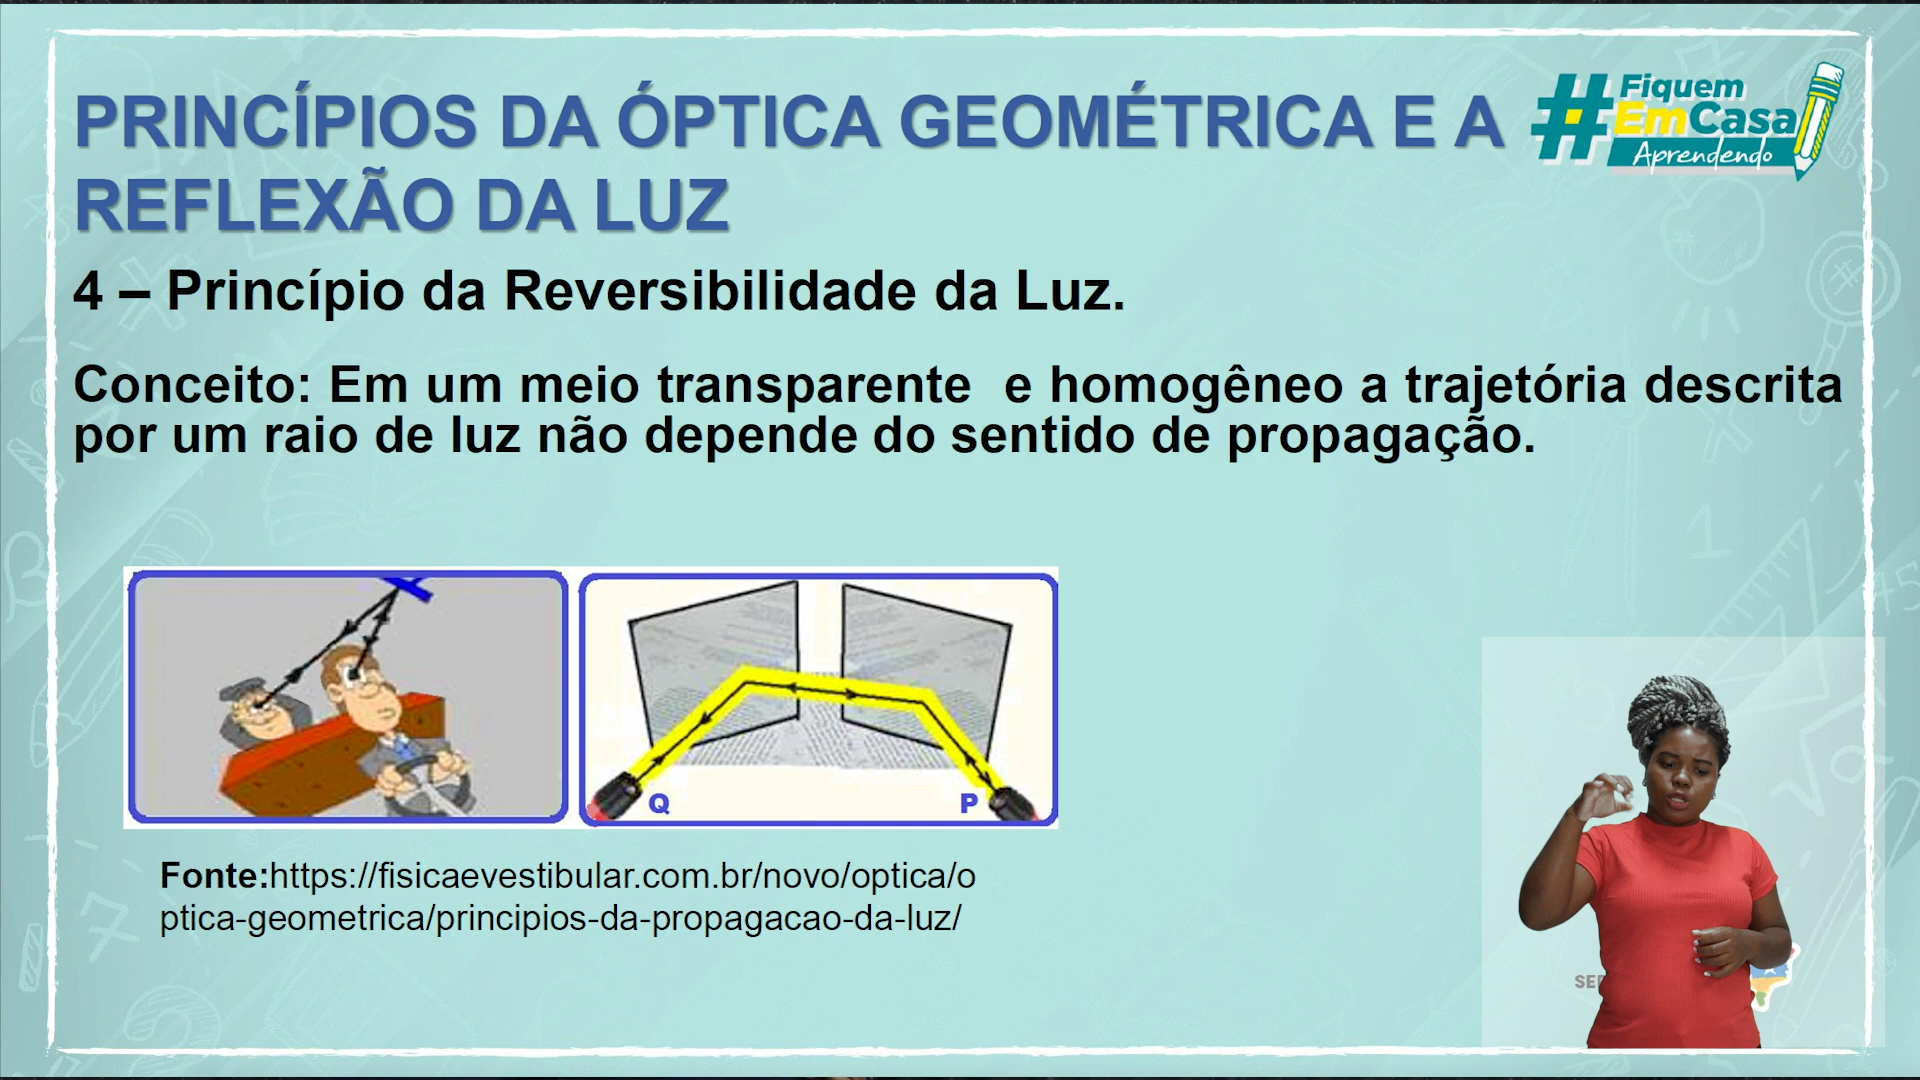 PRINCÍPIOS DA ÓPTICA GEOMÉTRICA E A
REFLEXÃO DA LUZ
#Fiquem
EmCasa
Aprendendo
4 – Princípio da Reversibilidade da Luz.
Conceito: Em um meio transparente e homogêneo a trajetória descrita
por um raio de luz não depende do sentido de propagação.
Q
P
Fonte:https://fisicaevestibular.com.br/novo/optica/o
ptica-geometrica/principios-da-propagacao-da-luz/